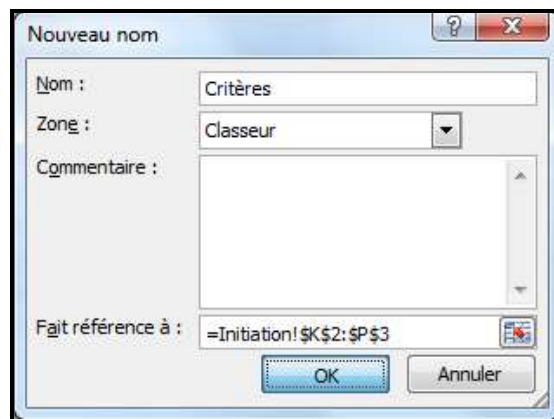 Nouveau nom
Nom : Critères
Zone : Classeur
Commentaire :
Fait référence à : =Initiation!$K$2:$P$3
OK Annuler